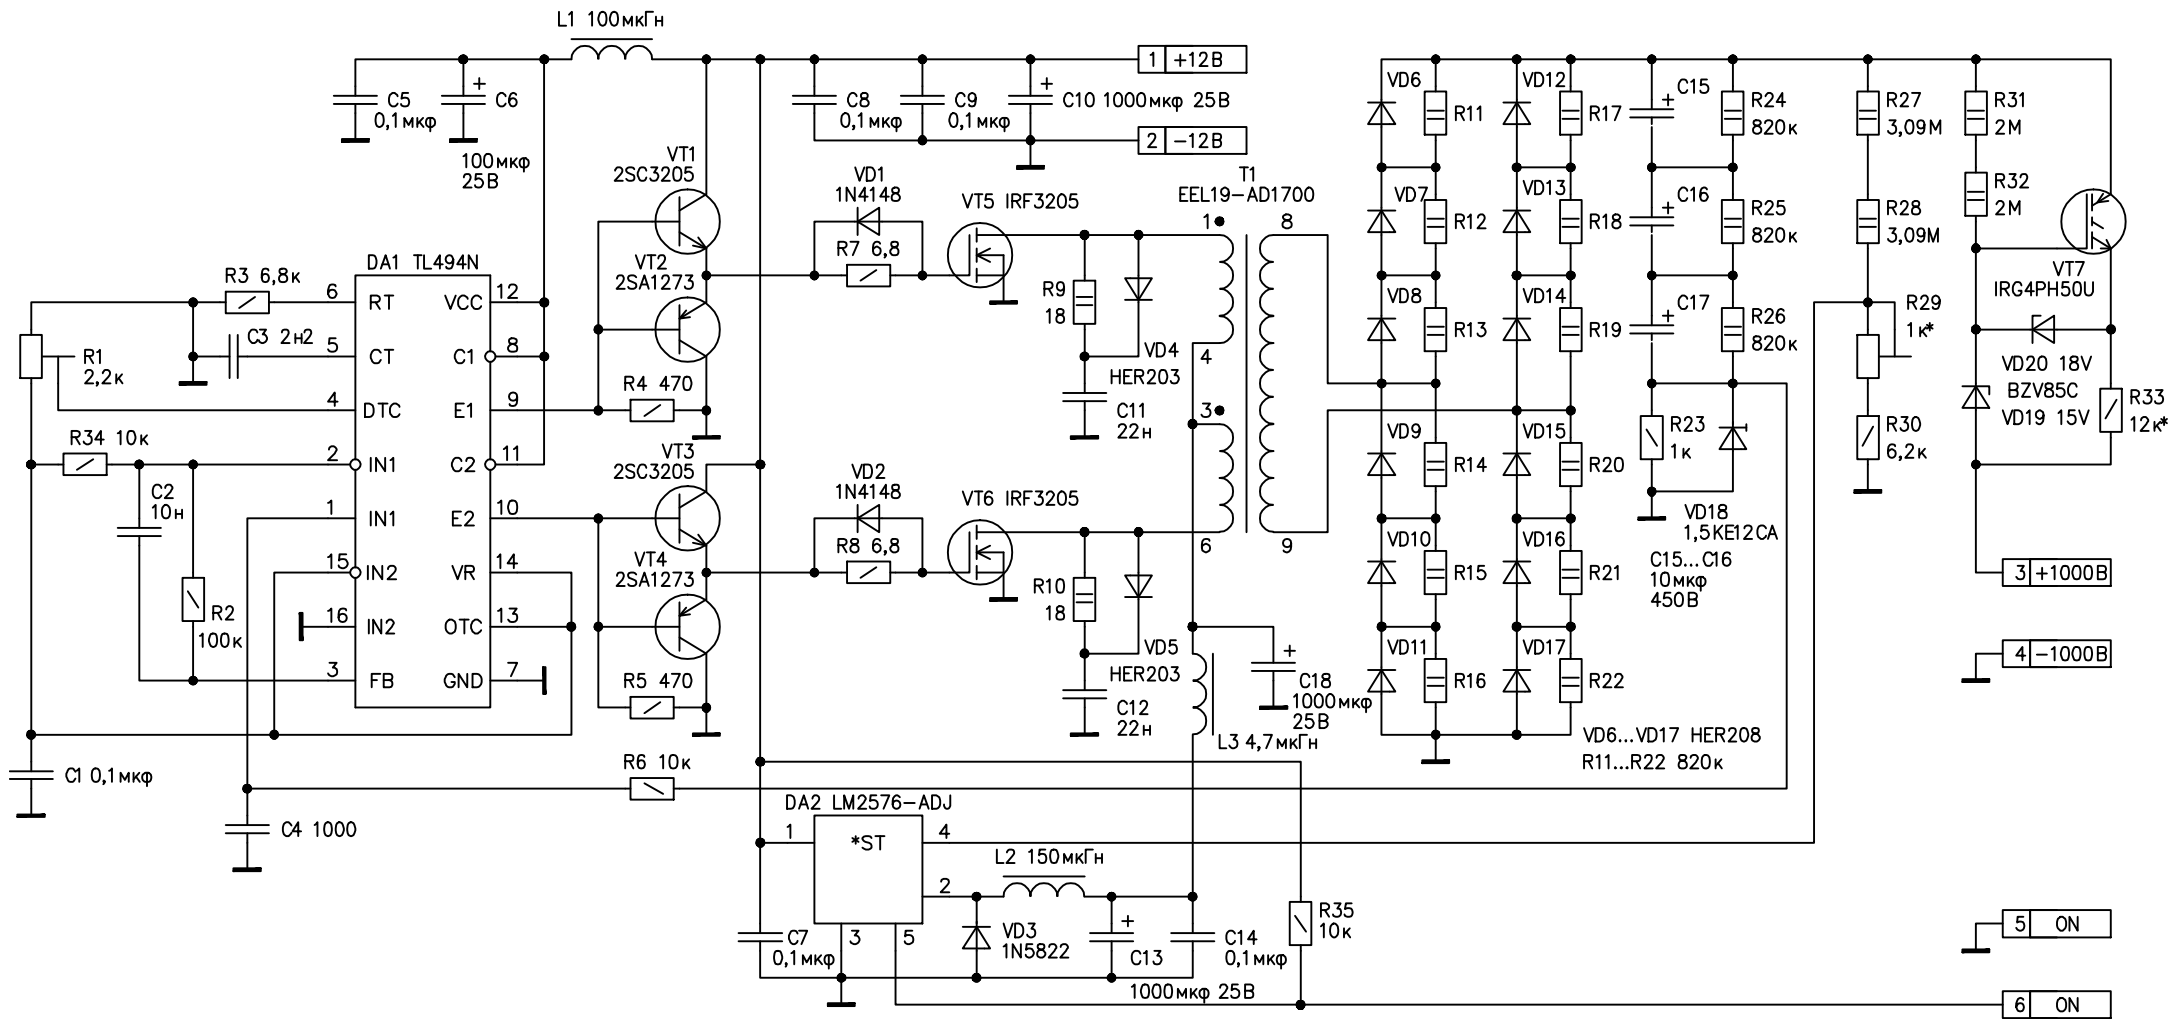 L1 100мкГн
C5
0,1мкф
C6
100мкф
25В
C8
0,1мкф
C9
0,1мкф
C10 1000мкф 25В
1 +12В
2 -12В
VT1
2SC3205
VT2
2SA1273
VD1
1N4148
R7 6,8
VT5 IRF3205
T1
EEL19-AD1700
1
4
3
6
8
9
R9
18
VD4
HER203
C11
22н
DA1 TL494N
R3 6,8к
6 RT
VCC 12
C3 2н2
5 CT
C1 8
R1
2,2к
4 DTC
E1 9
R34 10к
2 IN1
C2 11
C2
10н
1 IN1
E2 10
15 IN2
VR 14
R2
100к
16 IN2
OTC 13
3 FB
GND 7
R4 470
VT3
2SC3205
VT4
2SA1273
R5 470
VD2
1N4148
R8 6,8
VT6 IRF3205
R10
18
VD5
HER203
C12
22н
C18
1000мкф
25В
L3 4,7мкГн
C1 0,1мкф
R6 10к
C4 1000
DA2 LM2576-ADJ
*ST
1
4
2
3
5
L2 150мкГн
C7
0,1мкф
VD3
1N5822
C13
1000мкф 25В
C14
0,1мкф
R35
10к
VD6
R11
VD12
R17
C15
R24
820к
VD7
R12
VD13
R18
C16
R25
820к
VD8
R13
VD14
R19
C17
R26
820к
VD9
R14
VD15
R20
R23
1к
VD10
R15
VD16
R21
VD18
1,5KE12CA
C15...C16
10мкф
450В
VD11
R16
VD17
R22
VD6...VD17 HER208
R11...R22 820к
R27
3,09М
R28
3,09М
R29
1к*
R30
6,2к
R31
2М
R32
2М
VT7
IRG4PH50U
VD20 18V
BZV85C
VD19 15V
R33
12к*
3 +1000В
4 -1000В
5 ON
6 ON